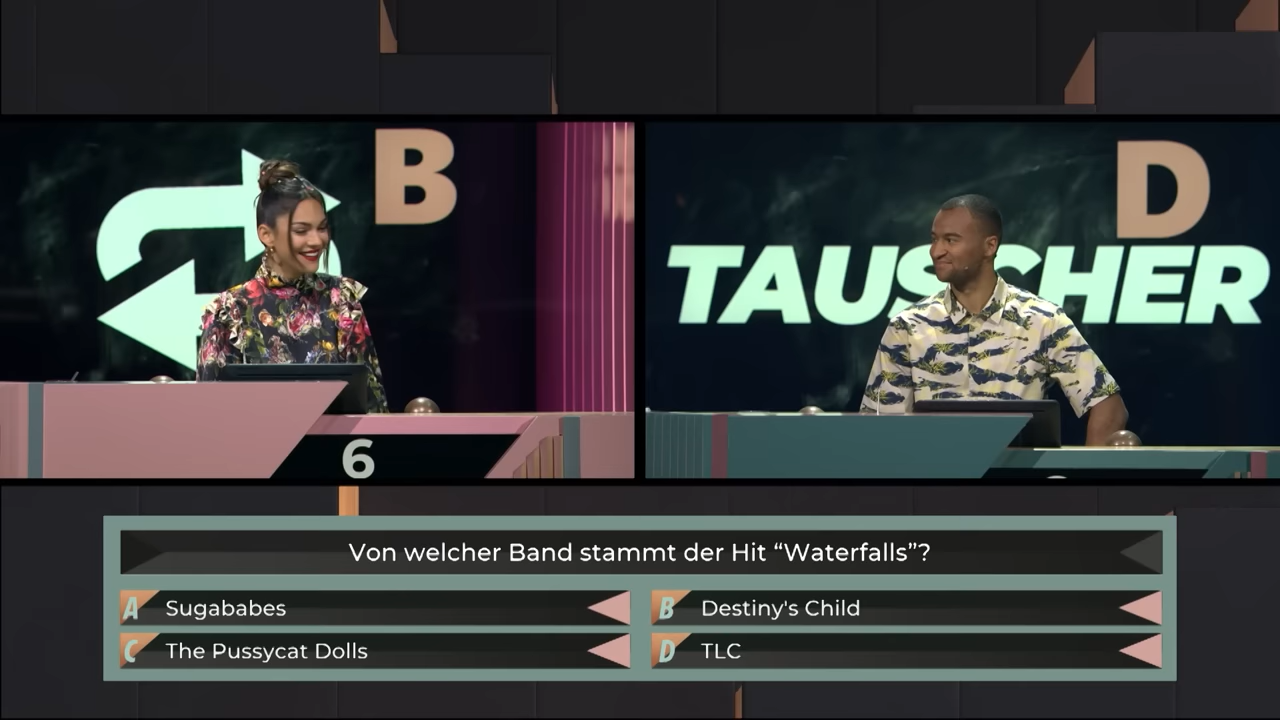 B
D
TAUSCHER
6
Von welcher Band stammt der Hit “Waterfalls”?
A Sugababes
B Destiny's Child
C The Pussycat Dolls
D TLC